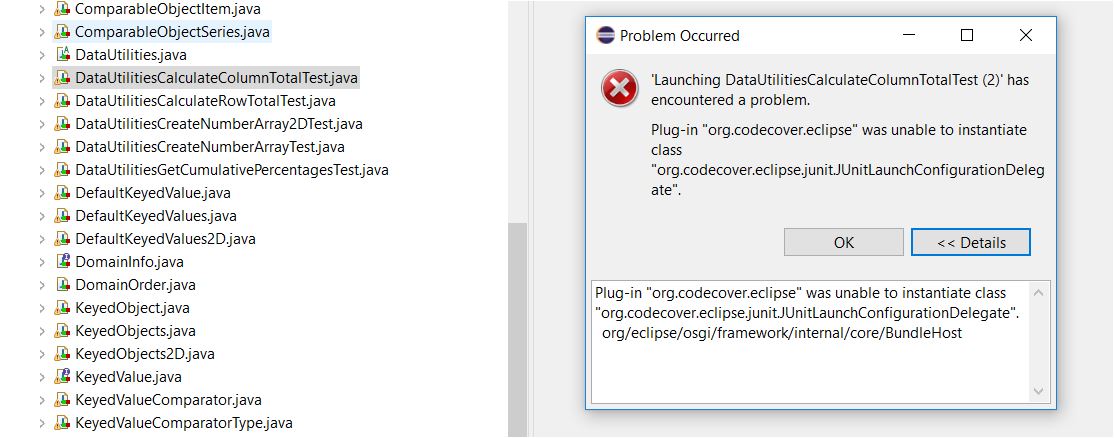 ComparableObjectItem.java
ComparableObjectSeries.java
DataUtilities.java
DataUtilitiesCalculateColumnTotalTest.java
DataUtilitiesCalculateRowTotalTest.java
DataUtilitiesCreateNumberArray2DTest.java
DataUtilitiesCreateNumberArrayTest.java
DataUtilitiesGetCumulativePercentagesTest.java
DefaultKeyedValue.java
DefaultKeyedValues.java
DefaultKeyedValues2D.java
DomainInfo.java
DomainOrder.java
KeyedObject.java
KeyedObjects.java
KeyedObjects2D.java
KeyedValue.java
KeyedValueComparator.java
KeyedValueComparatorType.java
Problem Occurred
'Launching DataUtilitiesCalculateColumnTotalTest (2)' has
encountered a problem.
Plug-in "org.codecover.eclipse" was unable to instantiate
class
"org.codecover.eclipse.junit.JUnitLaunchConfigurationDeleg
ate".
OK
<< Details
Plug-in "org.codecover.eclipse" was unable to instantiate class
"org.codecover.eclipse.junit.JUnitLaunchConfigurationDelegate".
org/eclipse/osgi/framework/internal/core/BundleHost